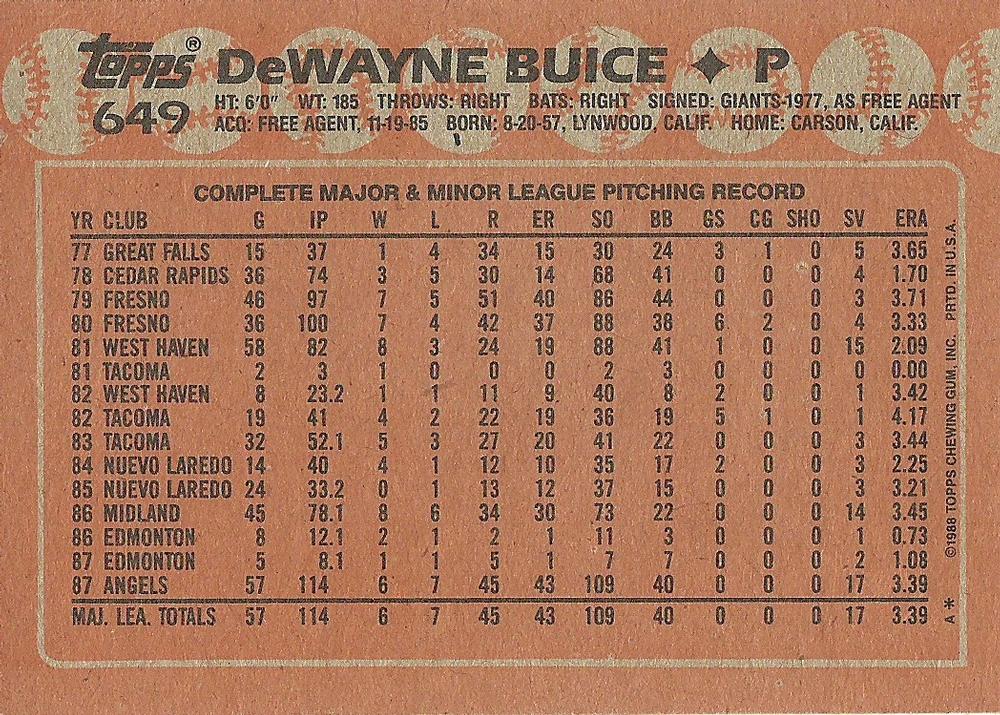 Topps® DeWAYNE BUICE ✦ P
649 HT: 6'0" WT: 185 THROWS: RIGHT BATS: RIGHT SIGNED: GIANTS-1977, AS FREE AGENT
ACQ: FREE AGENT, 11-19-85 BORN: 8-20-57, LYNWOOD, CALIF. HOME: CARSON, CALIF.
COMPLETE MAJOR & MINOR LEAGUE PITCHING RECORD
YR CLUB G IP W L R ER SO BB GS CG SHO SV ERA
77 GREAT FALLS 15 37 1 4 34 15 30 24 3 1 0 5 3.65
78 CEDAR RAPIDS 36 74 3 5 30 14 68 41 0 0 0 4 1.70
79 FRESNO 46 97 7 5 51 40 86 44 0 0 0 3 3.71
80 FRESNO 36 100 7 4 42 37 88 38 6 2 0 4 3.33
81 WEST HAVEN 58 82 8 3 24 19 88 41 1 0 0 15 2.09
81 TACOMA 2 3 1 0 0 0 2 3 0 0 0 0 0.00
82 WEST HAVEN 8 23.2 1 1 11 9 40 8 2 0 0 1 3.42
82 TACOMA 19 41 4 2 22 19 36 19 5 1 0 1 4.17
83 TACOMA 32 52.1 5 3 27 20 41 22 0 0 0 3 3.44
84 NUEVO LAREDO 14 40 4 1 12 10 35 17 2 0 0 3 2.25
85 NUEVO LAREDO 24 33.2 0 1 13 12 37 15 0 0 0 3 3.21
86 MIDLAND 45 78.1 8 6 34 30 73 22 0 0 0 14 3.45
86 EDMONTON 8 12.1 2 1 2 1 11 3 0 0 0 1 0.73
87 EDMONTON 5 8.1 1 1 5 1 7 7 0 0 0 2 1.08
87 ANGELS 57 114 6 7 45 43 109 40 0 0 0 17 3.39
MAJ. LEA. TOTALS 57 114 6 7 45 43 109 40 0 0 0 17 3.39
A * ©1988 TOPPS CHEWING GUM, INC. PRTD. IN U.S.A.